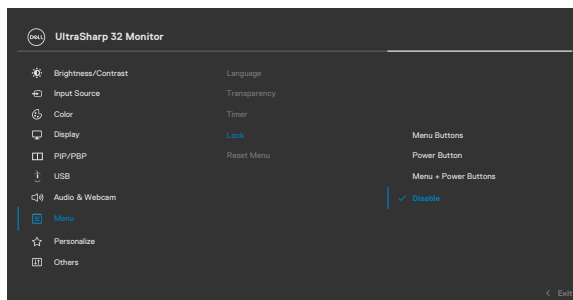 DELL UltraSharp 32 Monitor
Brightness/Contrast Language
Input Source Transparency
Color Timer
Display Lock Menu Buttons
PIP/PBP Reset Menu Power Button
USB Menu + Power Buttons
Audio & Webcam Disable
Menu
Personalize
Others
< Exit